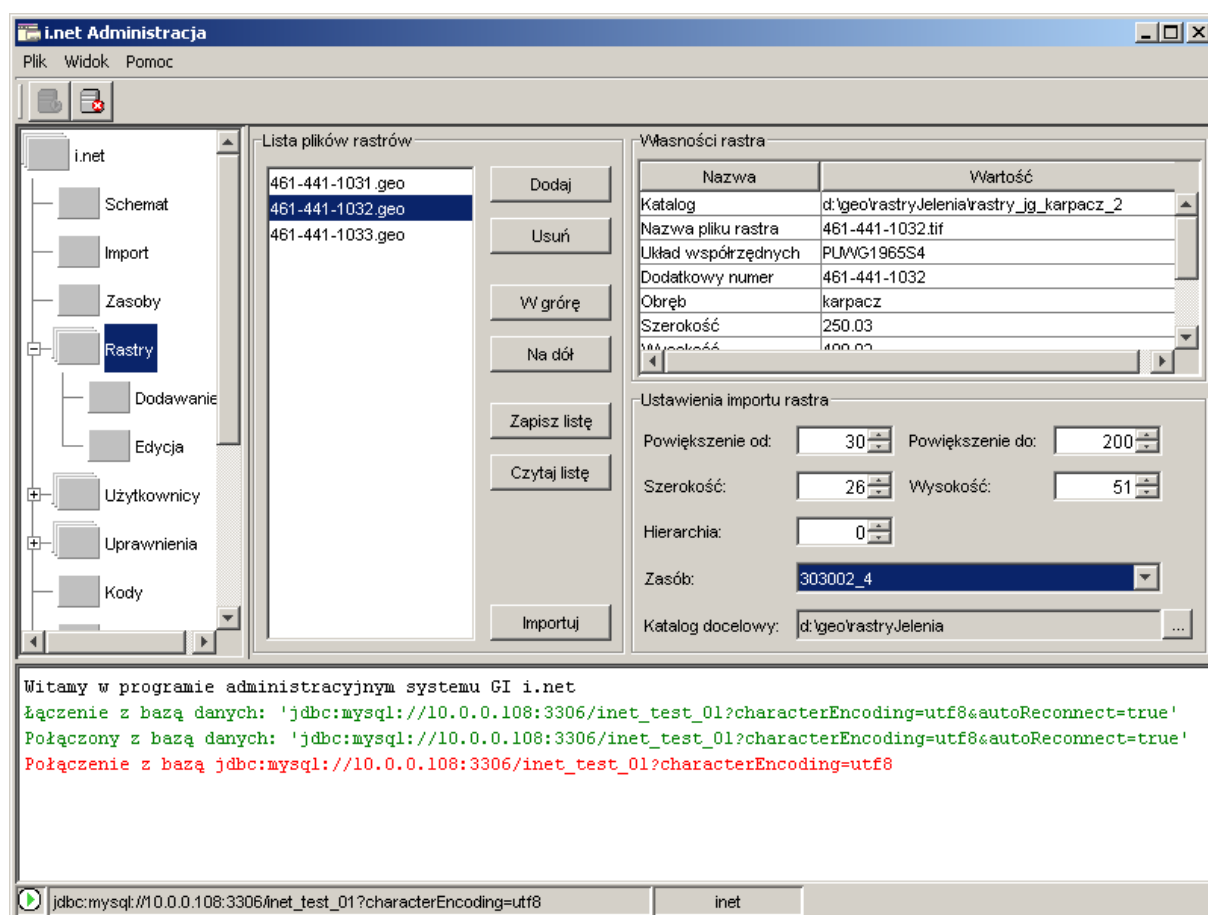 i.net Administracja
Plik Widok Pomoc
i.net
Schemat
Import
Zasoby
Rastry
Dodawanie
Edycja
Użytkownicy
Uprawnienia
Kody
Lista plików rastrów
461-441-1031.geo
461-441-1032.geo
461-441-1033.geo
Dodaj
Usuń
W grórę
Na dół
Zapisz listę
Czytaj listę
Importuj
Własności rastra
Nazwa Wartość
Katalog d:\geo\rastryJelenia\rastry_jg_karpacz_2
Nazwa pliku rastra 461-441-1032.tif
Układ współrzędnych PUWG1965S4
Dodatkowy numer 461-441-1032
Obręb karpacz
Szerokość 250.03
Ustawienia importu rastra
Powiększenie od: 30 Powiększenie do: 200
Szerokość: 26 Wysokość: 51
Hierarchia: 0
Zasób: 303002_4
Katalog docelowy: d:\geo\rastryJelenia ...
Witamy w programie administracyjnym systemu GI i.net
Łączenie z bazą danych: 'jdbc:mysql://10.0.0.108:3306/inet_test_01?characterEncoding=utf8&autoReconnect=true'
Połączony z bazą danych: 'jdbc:mysql://10.0.0.108:3306/inet_test_01?characterEncoding=utf8&autoReconnect=true'
Połączenie z bazą jdbc:mysql://10.0.0.108:3306/inet_test_01?characterEncoding=utf8
jdbc:mysql://10.0.0.108:3306/inet_test_01?characterEncoding=utf8 inet